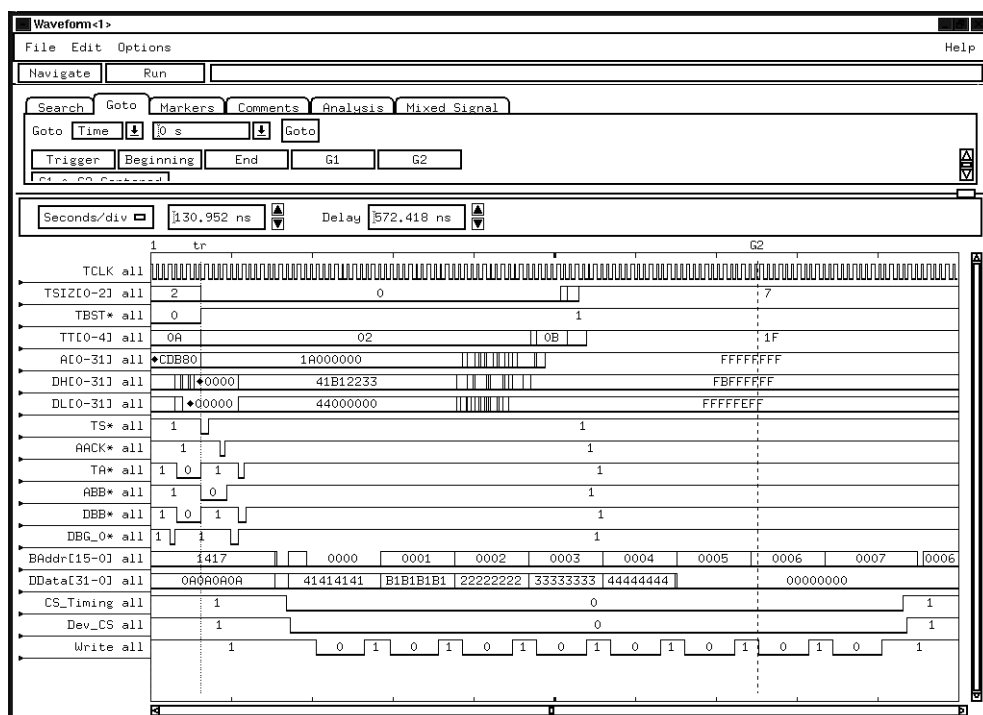 Waveform<1>
File Edit Options Help
Navigate Run
Search Goto Markers Comments Analysis Mixed Signal
Goto Time 0 s Goto
Trigger Beginning End G1 G2
G1 & G2 Centered
Seconds/div 130.952 ns Delay 572.418 ns
1 tr G2
TCLK all
TSIZ[0-2] all 2 0 7
TBST* all 0 1
TT[0-4] all 0A 02 0B 1F
A[0-31] all CDB80 1A000000 FFFFFFFF
DH[0-31] all 0000 41B12233 FBFFFFFF
DL[0-31] all 00000 44000000 FFFFFEFF
TS* all 1 1
AACK* all 1 1
TA* all 1 0 1 1
ABB* all 1 0 1
DBB* all 1 0 1 1
DBG_0* all 1 1 1
BAddr[15-0] all 1417 0000 0001 0002 0003 0004 0005 0006 0007 0006
DData[31-0] all 0A0A0A0A 41414141 B1B1B1B1 22222222 33333333 44444444 00000000
CS_Timing all 1 0 1
Dev_CS all 1 0 1
Write all 1 0 1 0 1 0 1 0 1 0 1 0 1 0 1 0 1